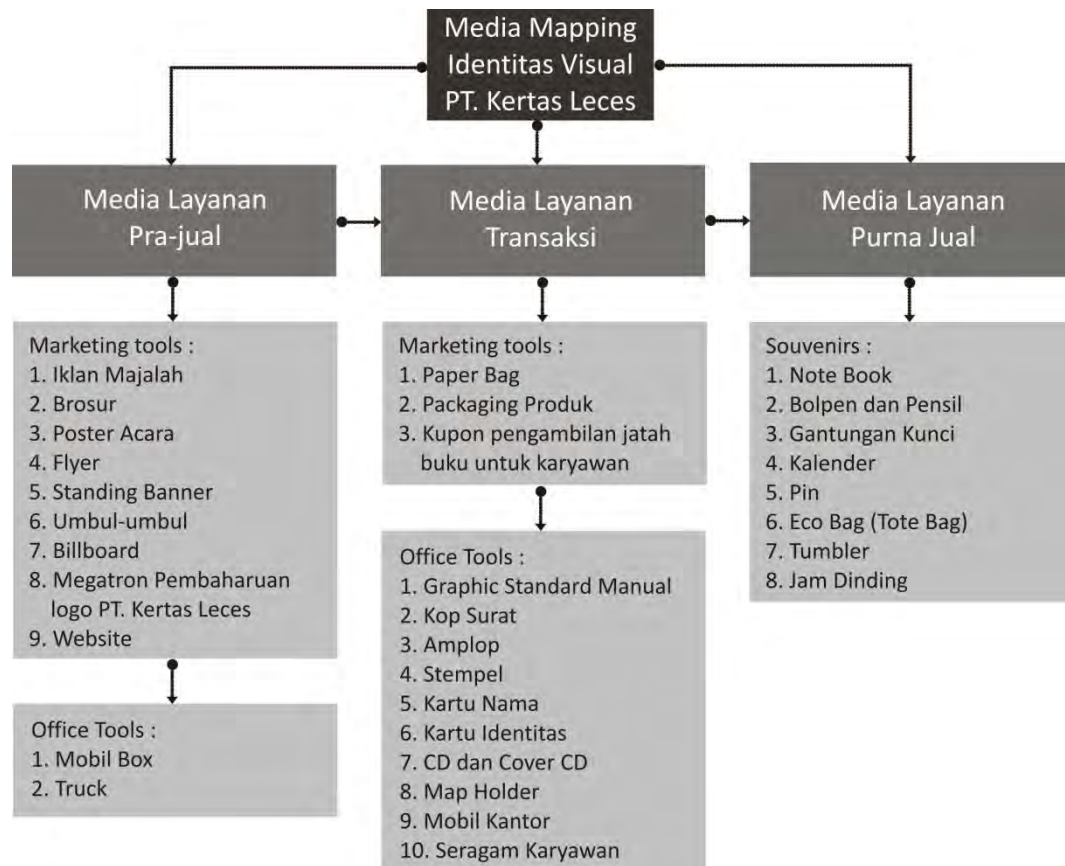 Media Mapping
Identitas Visual
PT. Kertas Leces
Media Layanan
Pra-jual
Media Layanan
Transaksi
Media Layanan
Purna Jual
Marketing tools :
1. Iklan Majalah
2. Brosur
3. Poster Acara
4. Flyer
5. Standing Banner
6. Umbul-umbul
7. Billboard
8. Megatron Pembaharuan
logo PT. Kertas Leces
9. Website
Office Tools :
1. Mobil Box
2. Truck
Marketing tools :
1. Paper Bag
2. Packaging Produk
3. Kupon pengambilan jatah
buku untuk karyawan
Office Tools :
1. Graphic Standard Manual
2. Kop Surat
3. Amplop
4. Stempel
5. Kartu Nama
6. Kartu Identitas
7. CD dan Cover CD
8. Map Holder
9. Mobil Kantor
10. Seragam Karyawan
Souvenirs :
1. Note Book
2. Bolpen dan Pensil
3. Gantungan Kunci
4. Kalender
5. Pin
6. Eco Bag (Tote Bag)
7. Tumbler
8. Jam Dinding